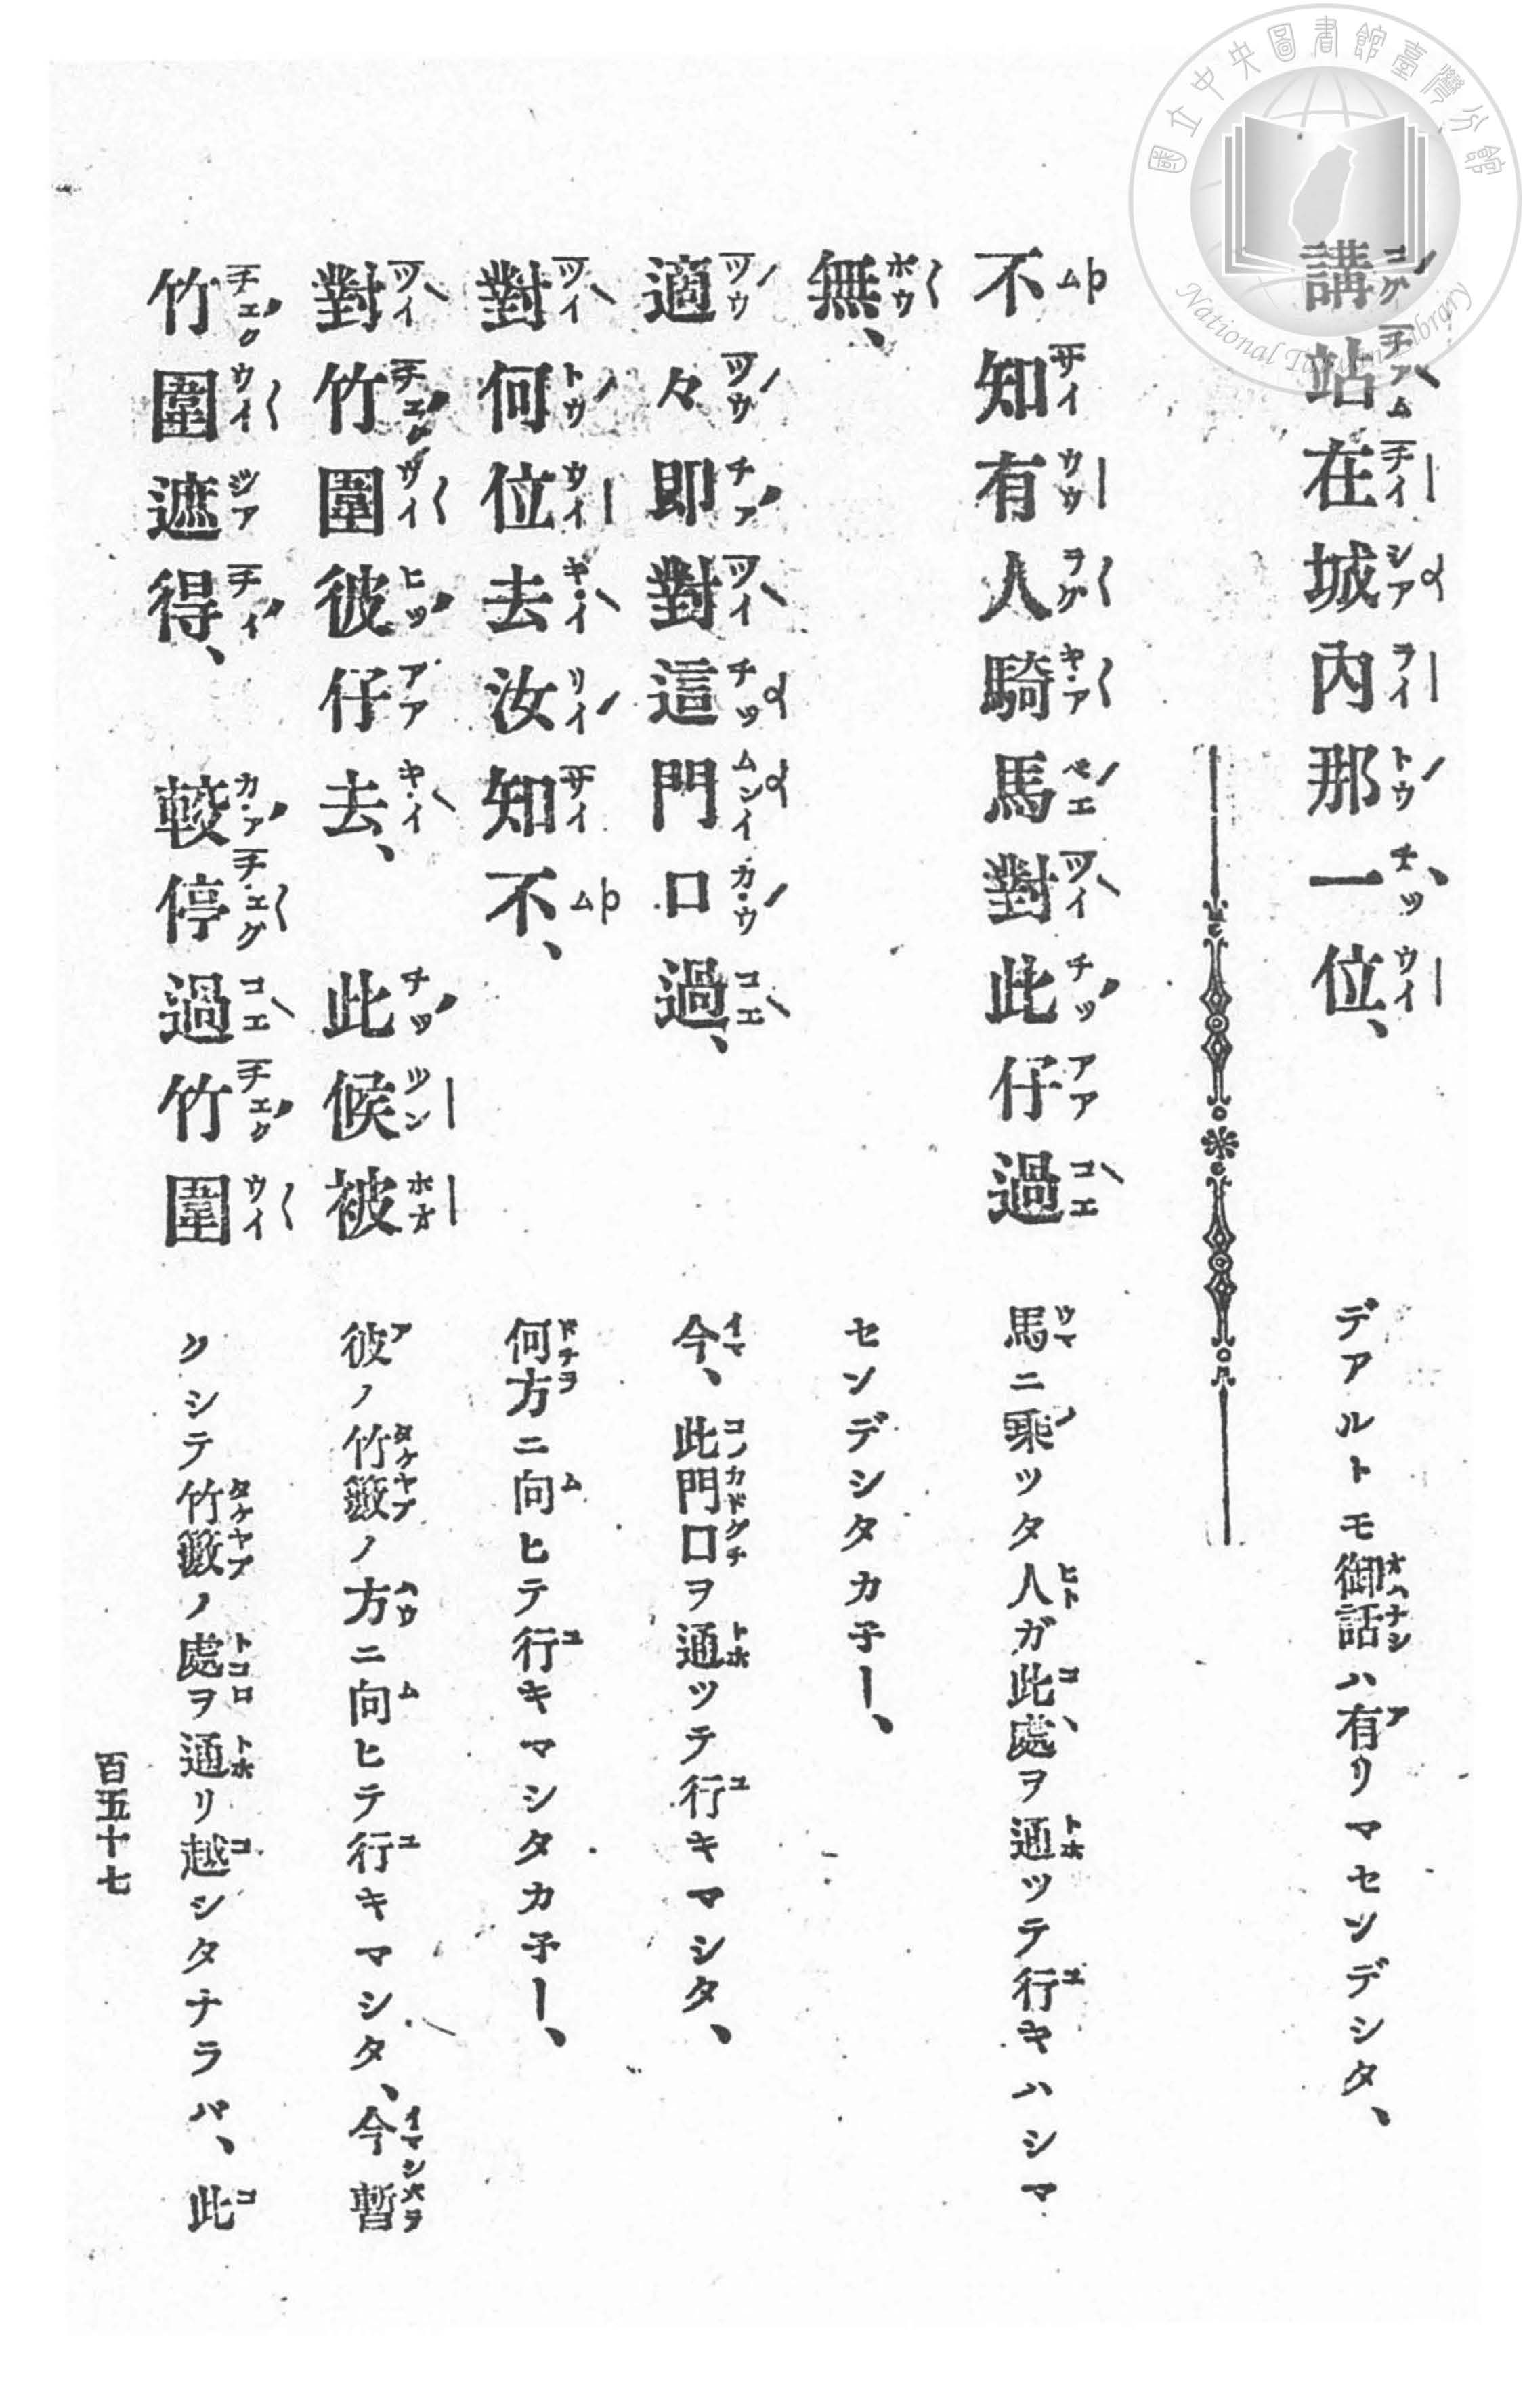 國立中央圖書館臺灣分館
National Taiwan Library
講站在城內那一位、
デアルトモ御話ハ有リマセンデシタ、
不知有人騎馬對此仔過
馬ニ乘ツタ人ガ此、處ヲ通ツテ行キハシマ
無、
センデシタカ子ー、
適々即對這門口過、
今、此門口ヲ通ツテ行キマシタ、
對何位去汝知不、
何方ニ向ヒテ行キマシタカ子ー、
對竹圍彼仔去、 此候被
彼ノ竹籔ノ方ニ向ヒテ行キマシタ、今暫
竹圍遮得、 較停過竹圍
クシテ竹籔ノ處ヲ通リ越シタナラバ、此
百五十七